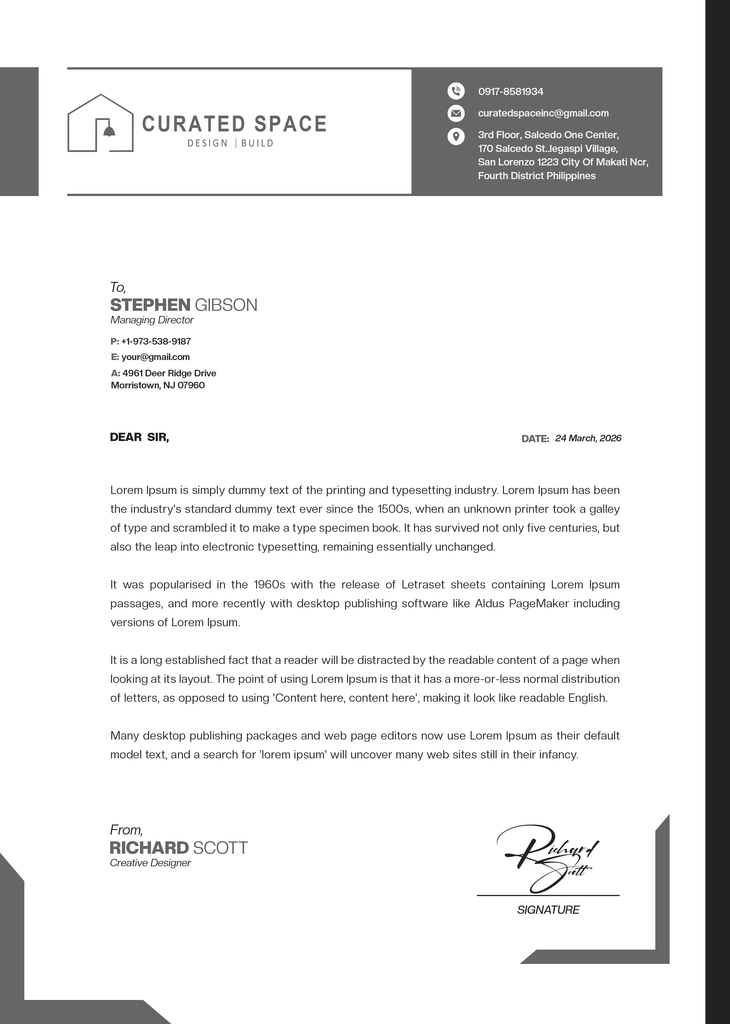 CURATED SPACE
DESIGN | BUILD
0917-8581934
curatedspaceinc@gmail.com
3rd Floor, Salcedo One Center,
170 Salcedo St.,legaspi Village,
San Lorenzo 1223 City Of Makati Ncr,
Fourth District Philippines
To,
STEPHEN GIBSON
Managing Director
P: +1-973-538-9187
E: your@gmail.com
A: 4961 Deer Ridge Drive
Morristown, NJ 07960
DEAR SIR,
DATE: 24 March, 2026
Lorem Ipsum is simply dummy text of the printing and typesetting industry. Lorem Ipsum has been
the industry's standard dummy text ever since the 1500s, when an unknown printer took a galley
of type and scrambled it to make a type specimen book. It has survived not only five centuries, but
also the leap into electronic typesetting, remaining essentially unchanged.
It was popularised in the 1960s with the release of Letraset sheets containing Lorem Ipsum
passages, and more recently with desktop publishing software like Aldus PageMaker including
versions of Lorem Ipsum.
It is a long established fact that a reader will be distracted by the readable content of a page when
looking at its layout. The point of using Lorem Ipsum is that it has a more-or-less normal distribution
of letters, as opposed to using 'Content here, content here', making it look like readable English.
Many desktop publishing packages and web page editors now use Lorem Ipsum as their default
model text, and a search for 'lorem ipsum' will uncover many web sites still in their infancy.
From,
RICHARD SCOTT
Creative Designer
Richard
Scott
SIGNATURE